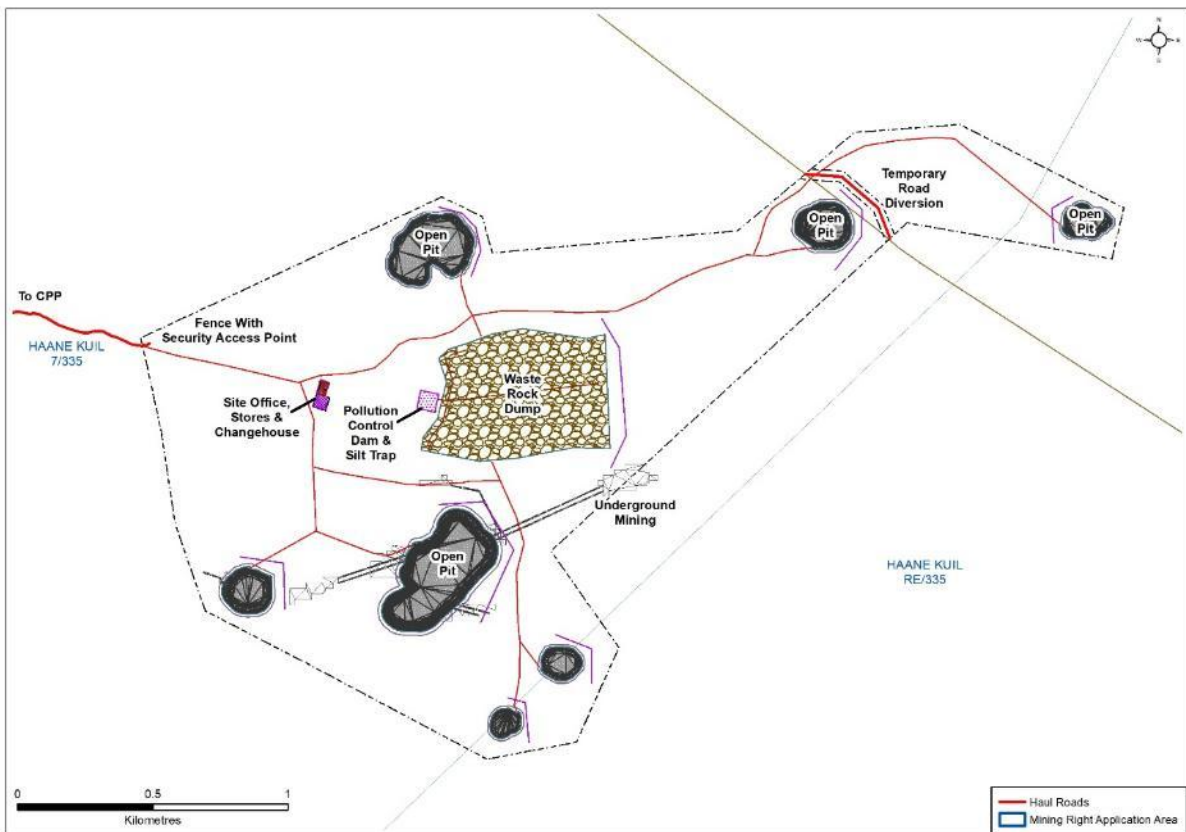 N
W
E
S
Temporary
Road
Diversion
Open
Pit
Open
Pit
Open
Pit
To CPP
HAANE KUIL
7/335
Fence With
Security Access Point
Site Office,
Stores &
Changehouse
Pollution
Control
Dam &
Silt Trap
Waste
Rock
Dump
Underground
Mining
Open
Pit
HAANE KUIL
RE/335
0 0.5 1
Kilometres
Haul Roads
Mining Right Application Area